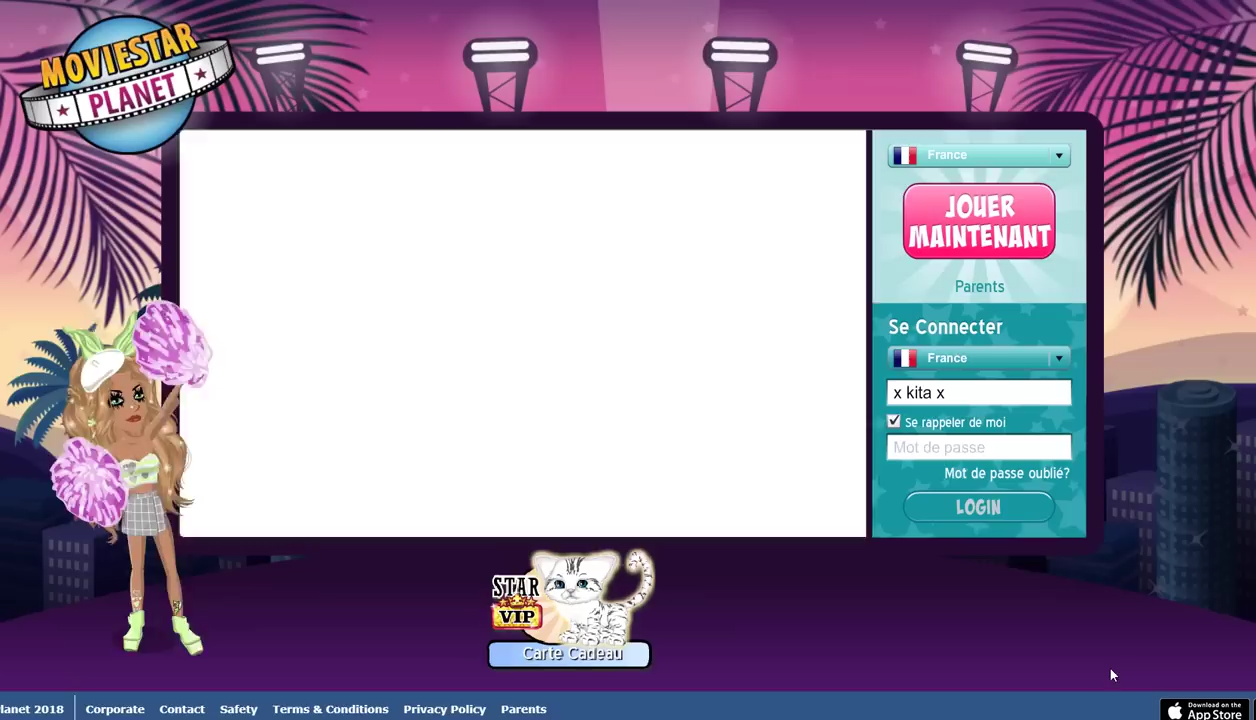 MOVIESTAR
PLANET
France
JOUER
MAINTENANT
Parents
Se Connecter
France
x kita x
Se rappeler de moi
Mot de passe
Mot de passe oublié?
LOGIN
STAR
VIP
Carte Cadeau
lanet 2018 Corporate Contact Safety Terms & Conditions Privacy Policy Parents
Download on the
App Store